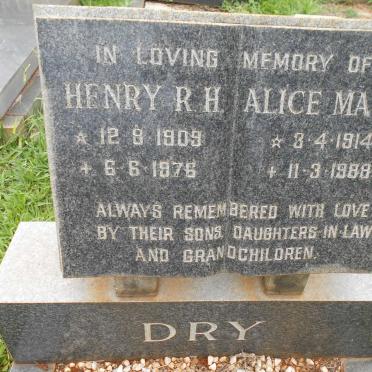 IN LOVING MEMORY OF
HENRY R.H. ALICE MA
☆ 12·9·1909 ☆ 3·4·1914
+ 6·6·1976 + 11·3·1988
ALWAYS REMEMBERED WITH LOVE
BY THEIR SONS, DAUGHTERS-IN-LAW
AND GRANDCHILDREN.
DRY